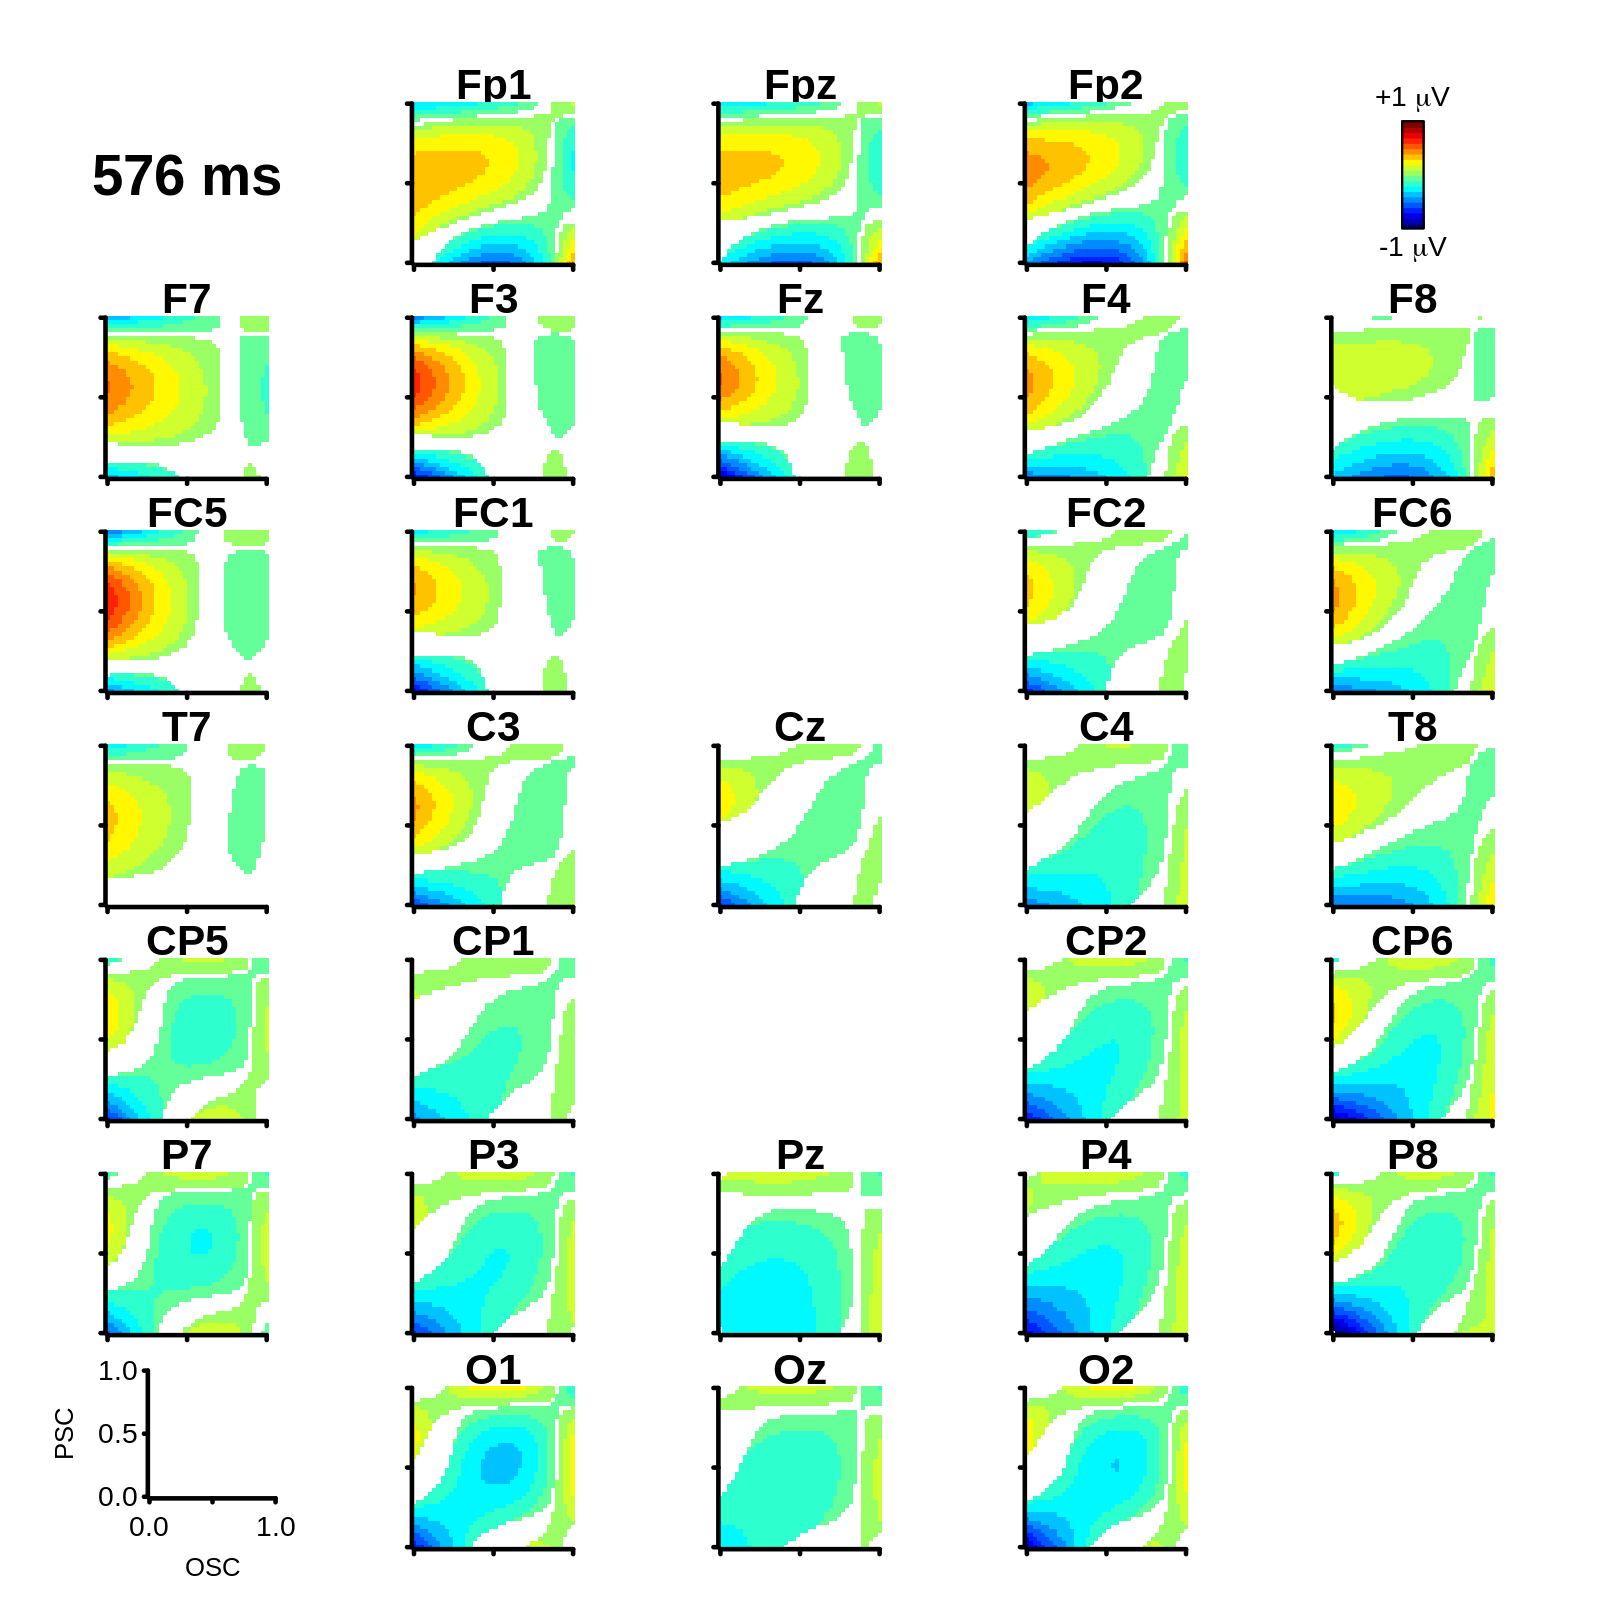 Fp1 Fpz Fp2
+1 μV
576 ms
-1 μV
F7 F3 Fz F4 F8
FC5 FC1 FC2 FC6
T7 C3 Cz C4 T8
CP5 CP1 CP2 CP6
P7 P3 Pz P4 P8
O1 Oz O2
1.0
PSC
0.5
0.0
0.0 1.0
OSC